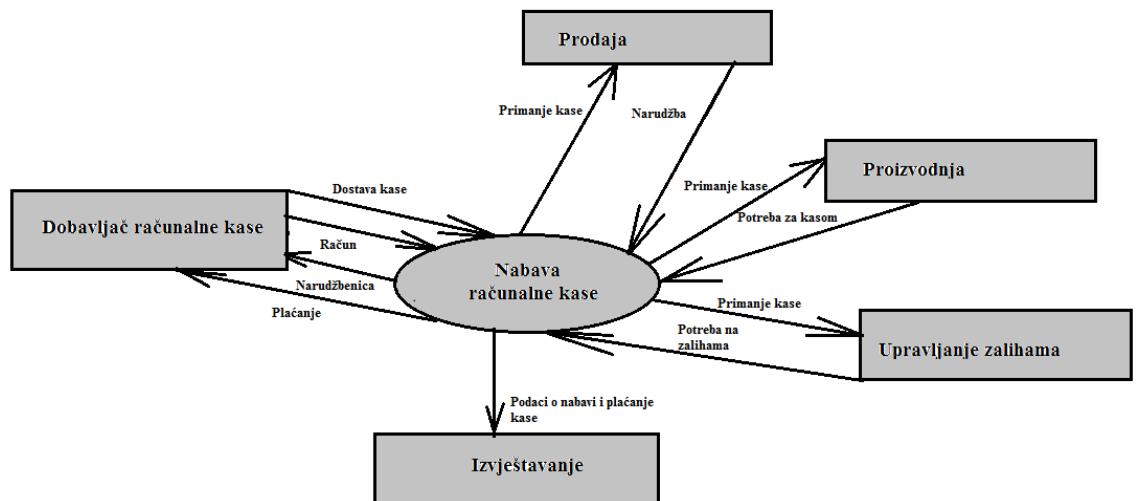 Prodaja
Primanje kase
Narudžba
Proizvodnja
Primanje kase
Potreba za kasom
Dostava kase
Dobavljač računalne kase
Račun
Narudžbenica
Plaćanje
Nabava
računalne kase
Primanje kase
Potreba na
zalihama
Upravljanje zalihama
Podaci o nabavi i plaćanje
kase
Izvještavanje